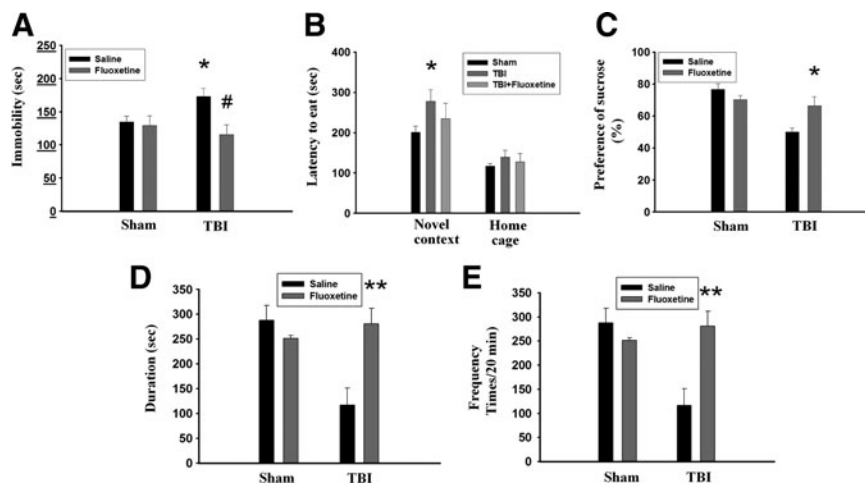 A
Immobility (sec)
250
200
150
100
50
0
Saline
Fluoxetine
*
#
Sham
TBI
B
Latency to eat (sec)
400
300
200
100
0
Sham
TBI
TBI+Fluoxetine
*
Novel
context
Home
cage
C
Preference of sucrose
(%)
100
80
60
40
20
0
Saline
Fluoxetine
*
Sham
TBI
D
Duration (sec)
350
300
250
200
150
100
50
0
Saline
Fluoxetine
**
Sham
TBI
E
Frequency
Times/20 min)
350
300
250
200
150
100
50
0
Saline
Fluoxetine
**
Sham
TBI